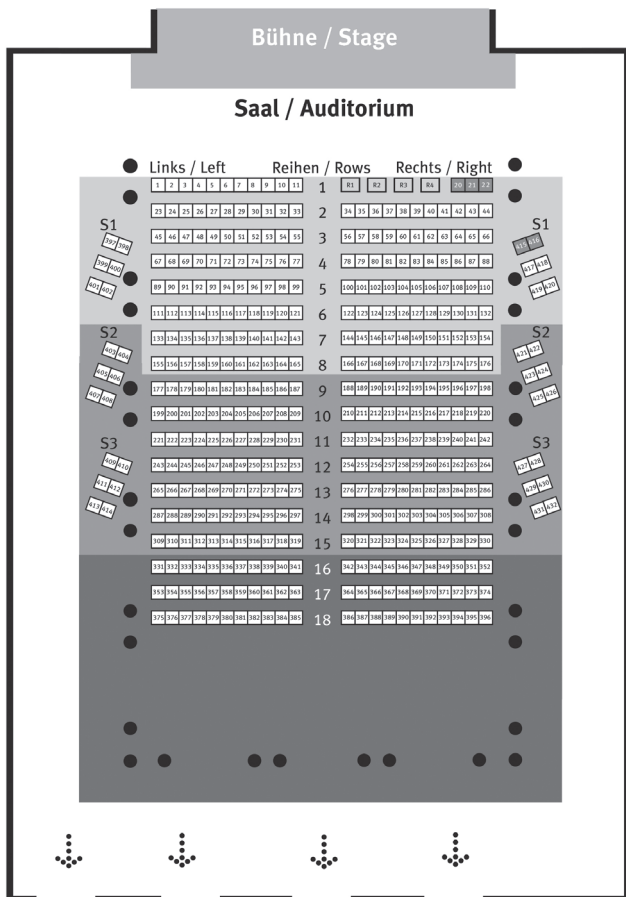 Bühne / Stage
Saal / Auditorium
Links / Left Reihen / Rows Rechts / Right
1 2 3 4 5 6 7 8 9 10 11 1 R1 R2 R3 R4 20 21 22
23 24 25 26 27 28 29 30 31 32 33 2 34 35 36 37 38 39 40 41 42 43 44
S1 S1
45 46 47 48 49 50 51 52 53 54 55 3 56 57 58 59 60 61 62 63 64 65 66
397 398 415 416
67 68 69 70 71 72 73 74 75 76 77 4 78 79 80 81 82 83 84 85 86 87 88
399 400 417 418
89 90 91 92 93 94 95 96 97 98 99 5 100 101 102 103 104 105 106 107 108 109 110
401 402 419 420
111 112 113 114 115 116 117 118 119 120 121 6 122 123 124 125 126 127 128 129 130 131 132
S2 S2
133 134 135 136 137 138 139 140 141 142 143 7 144 145 146 147 148 149 150 151 152 153 154
403 404 421 422
155 156 157 158 159 160 161 162 163 164 165 8 166 167 168 169 170 171 172 173 174 175 176
405 406 423 424
177 178 179 180 181 182 183 184 185 186 187 9 188 189 190 191 192 193 194 195 196 197 198
407 408 425 426
199 200 201 202 203 204 205 206 207 208 209 10 210 211 212 213 214 215 216 217 218 219 220
221 222 223 224 225 226 227 228 229 230 231 11 232 233 234 235 236 237 238 239 240 241 242
S3 S3
243 244 245 246 247 248 249 250 251 252 253 12 254 255 256 257 258 259 260 261 262 263 264
409 410 427 428
265 266 267 268 269 270 271 272 273 274 275 13 276 277 278 279 280 281 282 283 284 285 286
411 412 429 430
287 288 289 290 291 292 293 294 295 296 297 14 298 299 300 301 302 303 304 305 306 307 308
413 414 431 432
309 310 311 312 313 314 315 316 317 318 319 15 320 321 322 323 324 325 326 327 328 329 330
331 332 333 334 335 336 337 338 339 340 341 16 342 343 344 345 346 347 348 349 350 351 352
353 354 355 356 357 358 359 360 361 362 363 17 364 365 366 367 368 369 370 371 372 373 374
375 376 377 378 379 380 381 382 383 384 385 18 386 387 388 389 390 391 392 393 394 395 396